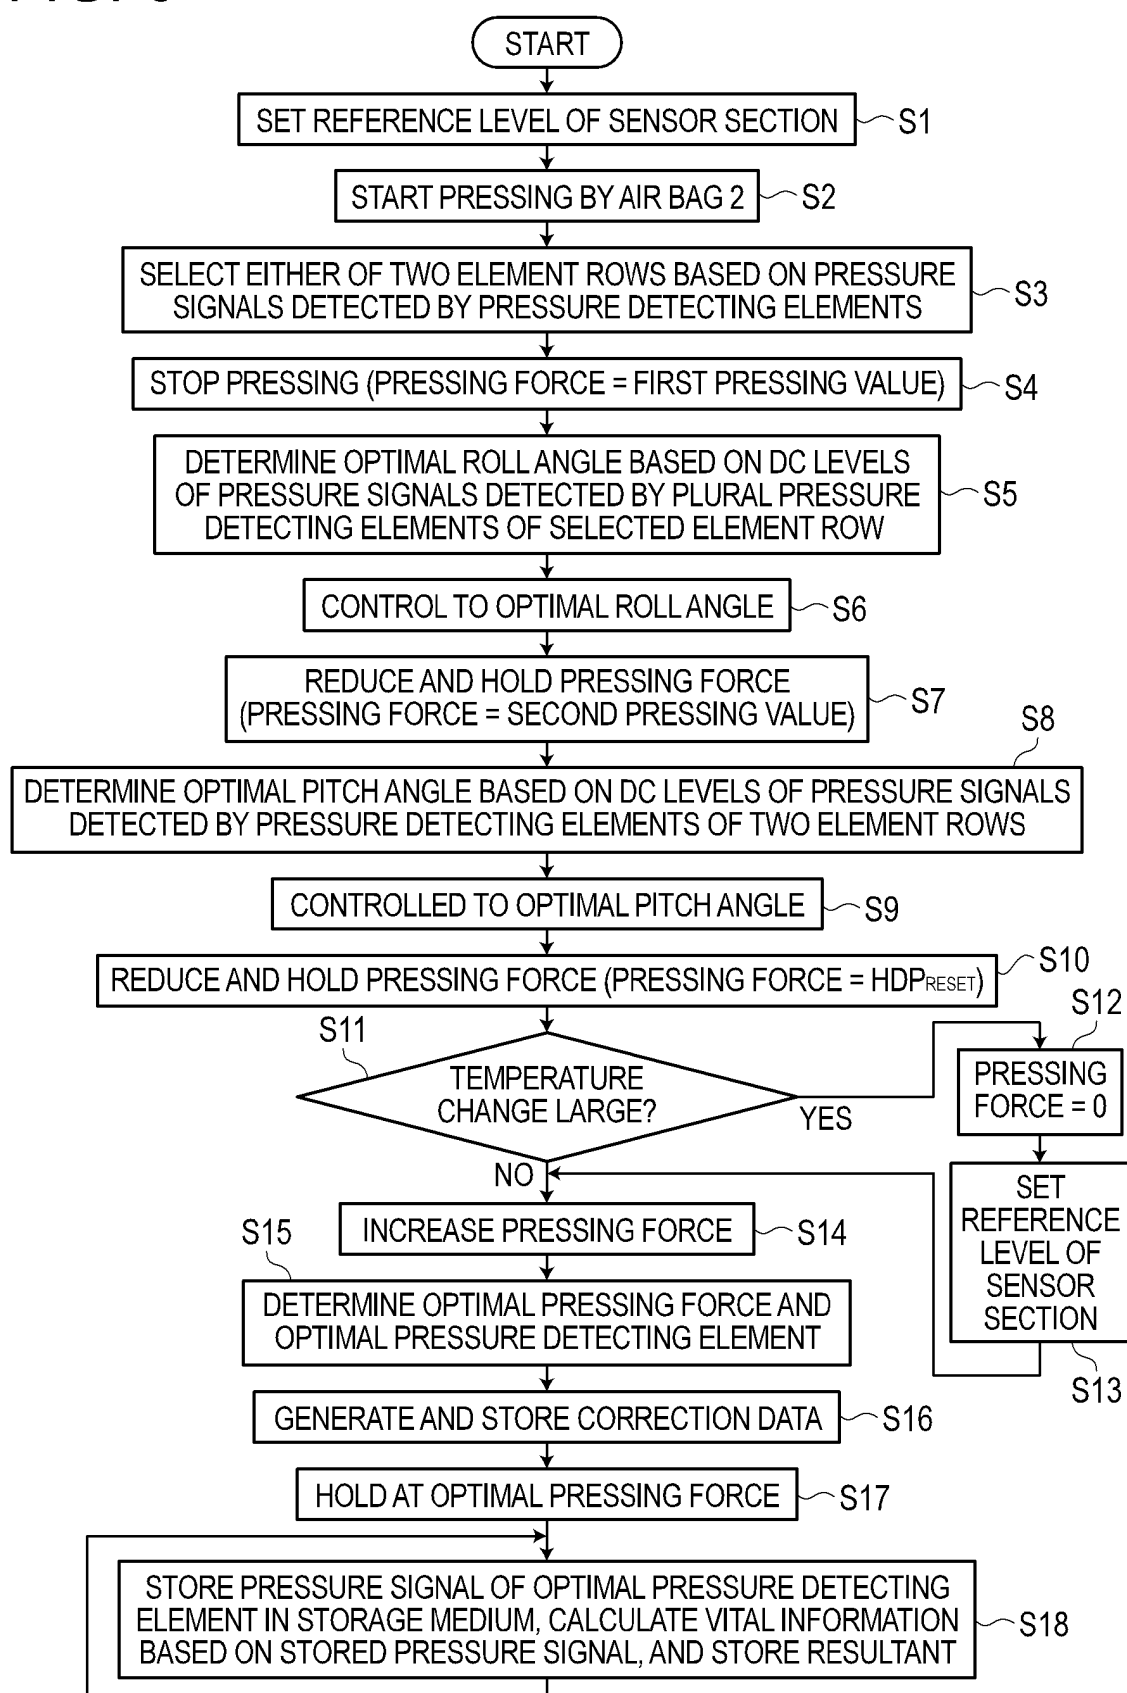 START
SET REFERENCE LEVEL OF SENSOR SECTION
S1
START PRESSING BY AIR BAG 2
S2
SELECT EITHER OF TWO ELEMENT ROWS BASED ON PRESSURE
SIGNALS DETECTED BY PRESSURE DETECTING ELEMENTS
S3
STOP PRESSING (PRESSING FORCE = FIRST PRESSING VALUE)
S4
DETERMINE OPTIMAL ROLL ANGLE BASED ON DC LEVELS
OF PRESSURE SIGNALS DETECTED BY PLURAL PRESSURE
DETECTING ELEMENTS OF SELECTED ELEMENT ROW
S5
CONTROL TO OPTIMAL ROLL ANGLE
S6
REDUCE AND HOLD PRESSING FORCE
(PRESSING FORCE = SECOND PRESSING VALUE)
S7
S8
DETERMINE OPTIMAL PITCH ANGLE BASED ON DC LEVELS OF PRESSURE SIGNALS
DETECTED BY PRESSURE DETECTING ELEMENTS OF TWO ELEMENT ROWS
CONTROLLED TO OPTIMAL PITCH ANGLE
S9
REDUCE AND HOLD PRESSING FORCE (PRESSING FORCE = HDPRESET)
S10
S11
TEMPERATURE
CHANGE LARGE?
YES
NO
S12
PRESSING
FORCE = 0
SET
REFERENCE
LEVEL OF
SENSOR
SECTION
S13
INCREASE PRESSING FORCE
S14
S15
DETERMINE OPTIMAL PRESSING FORCE AND
OPTIMAL PRESSURE DETECTING ELEMENT
GENERATE AND STORE CORRECTION DATA
S16
HOLD AT OPTIMAL PRESSING FORCE
S17
STORE PRESSURE SIGNAL OF OPTIMAL PRESSURE DETECTING
ELEMENT IN STORAGE MEDIUM, CALCULATE VITAL INFORMATION
BASED ON STORED PRESSURE SIGNAL, AND STORE RESULTANT
S18